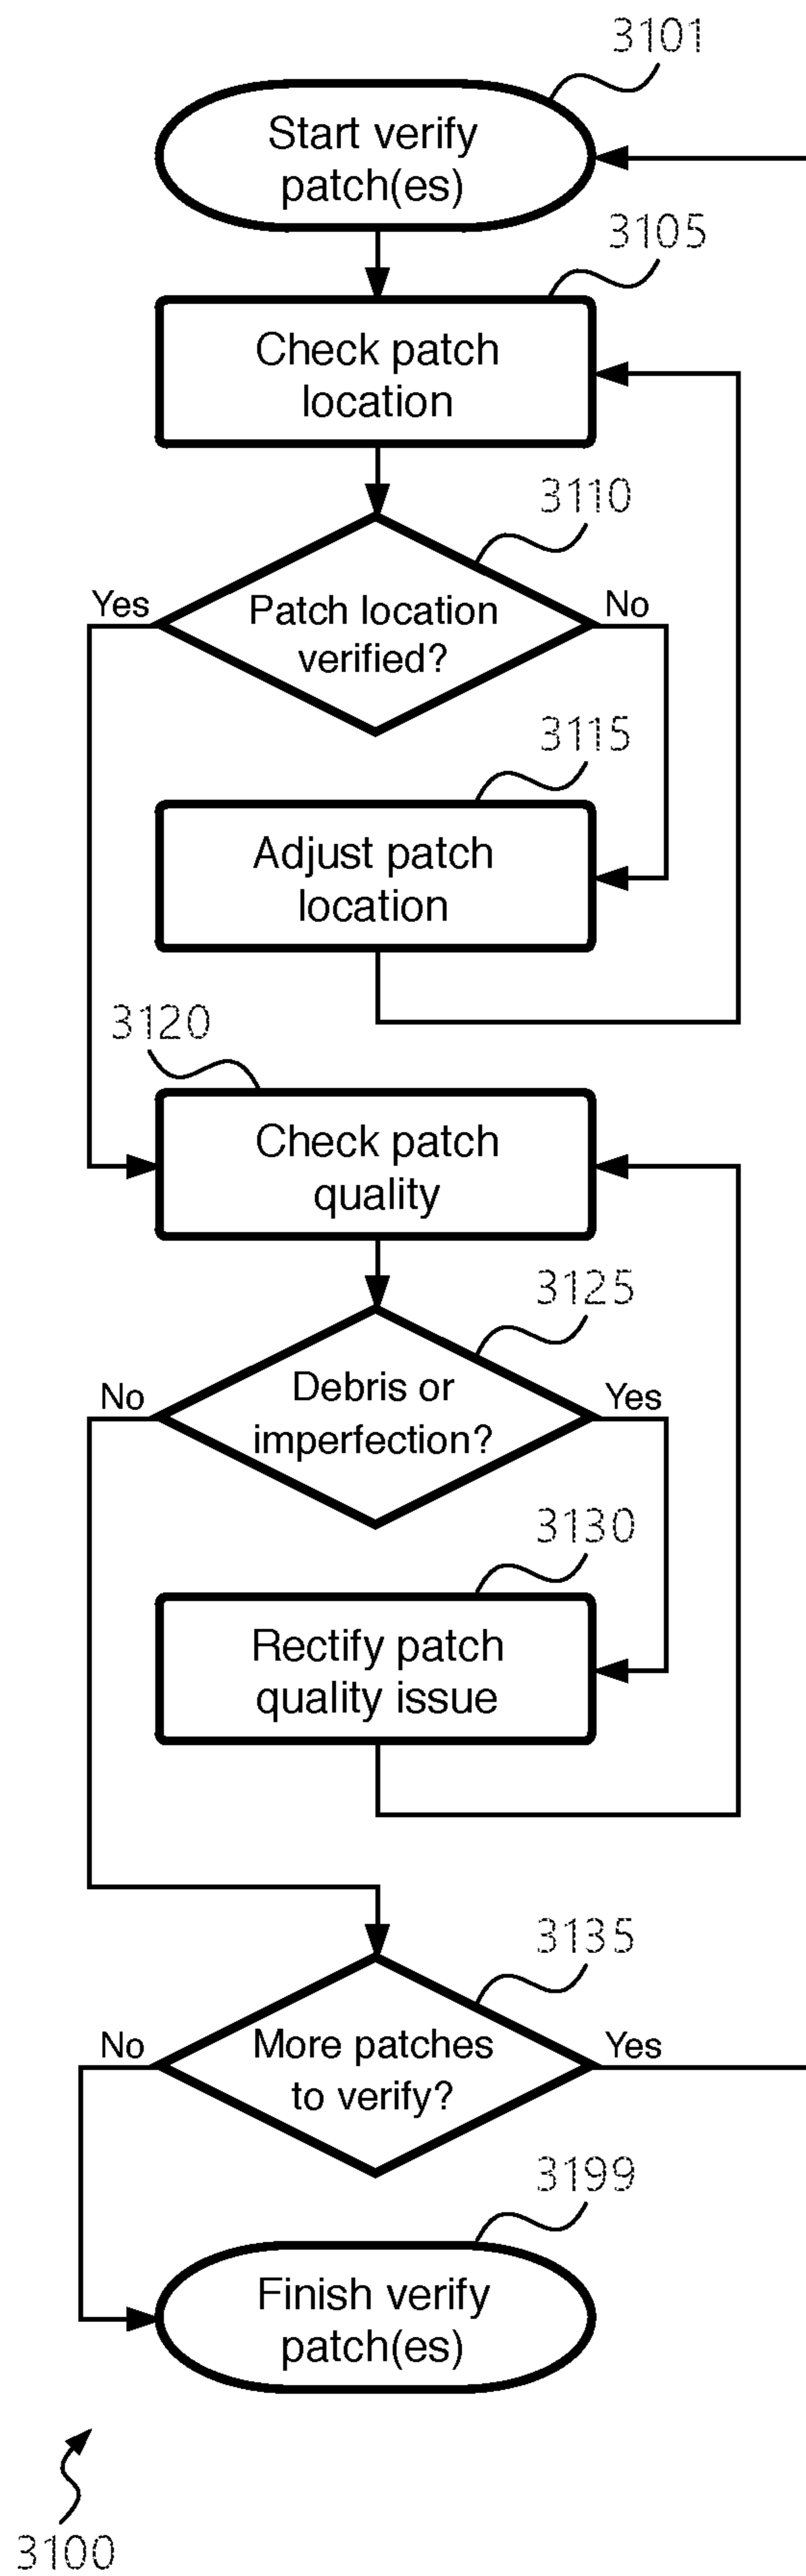 3101
Start verify
patch(es)
3105
Check patch
location
3110
Yes
No
Patch location
verified?
3115
Adjust patch
location
3120
Check patch
quality
3125
No
Yes
Debris or
imperfection?
3130
Rectify patch
quality issue
3135
No
Yes
More patches
to verify?
3199
Finish verify
patch(es)
3100